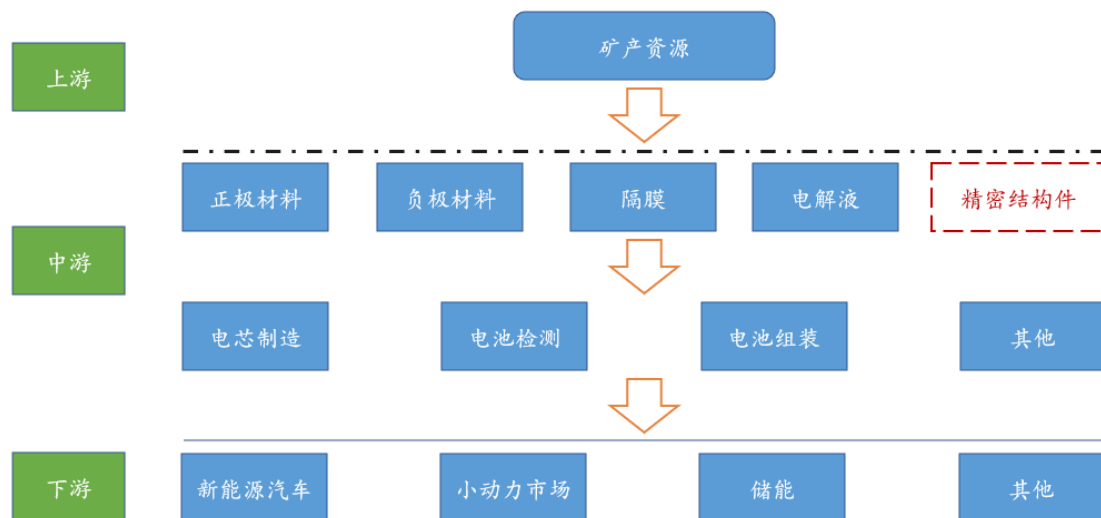 矿产资源
上游
正极材料
负极材料
隔膜
电解液
精密结构件
中游
电芯制造
电池检测
电池组装
其他
下游
新能源汽车
小动力市场
储能
其他